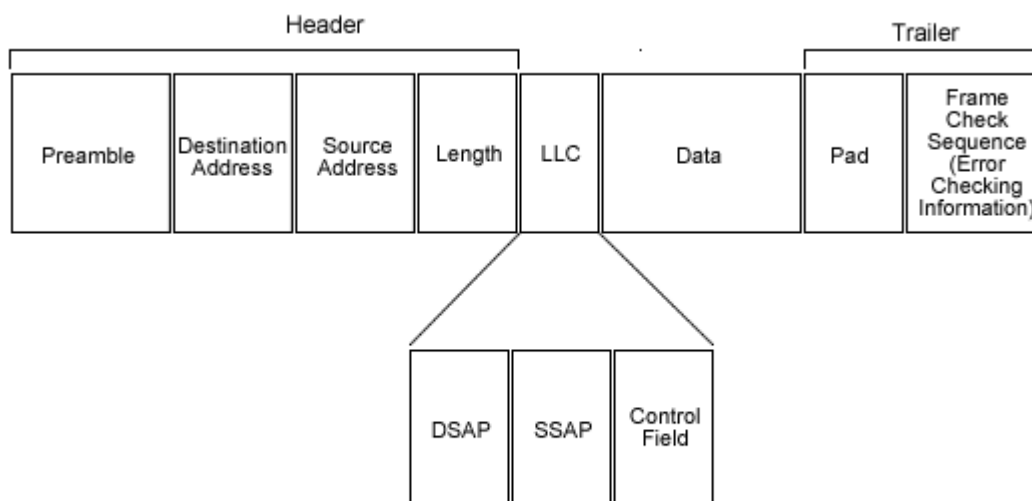 Header
Trailer
Preamble
Destination
Address
Source
Address
Length
LLC
Data
Pad
Frame
Check
Sequence
(Error
Checking
Information)
DSAP
SSAP
Control
Field